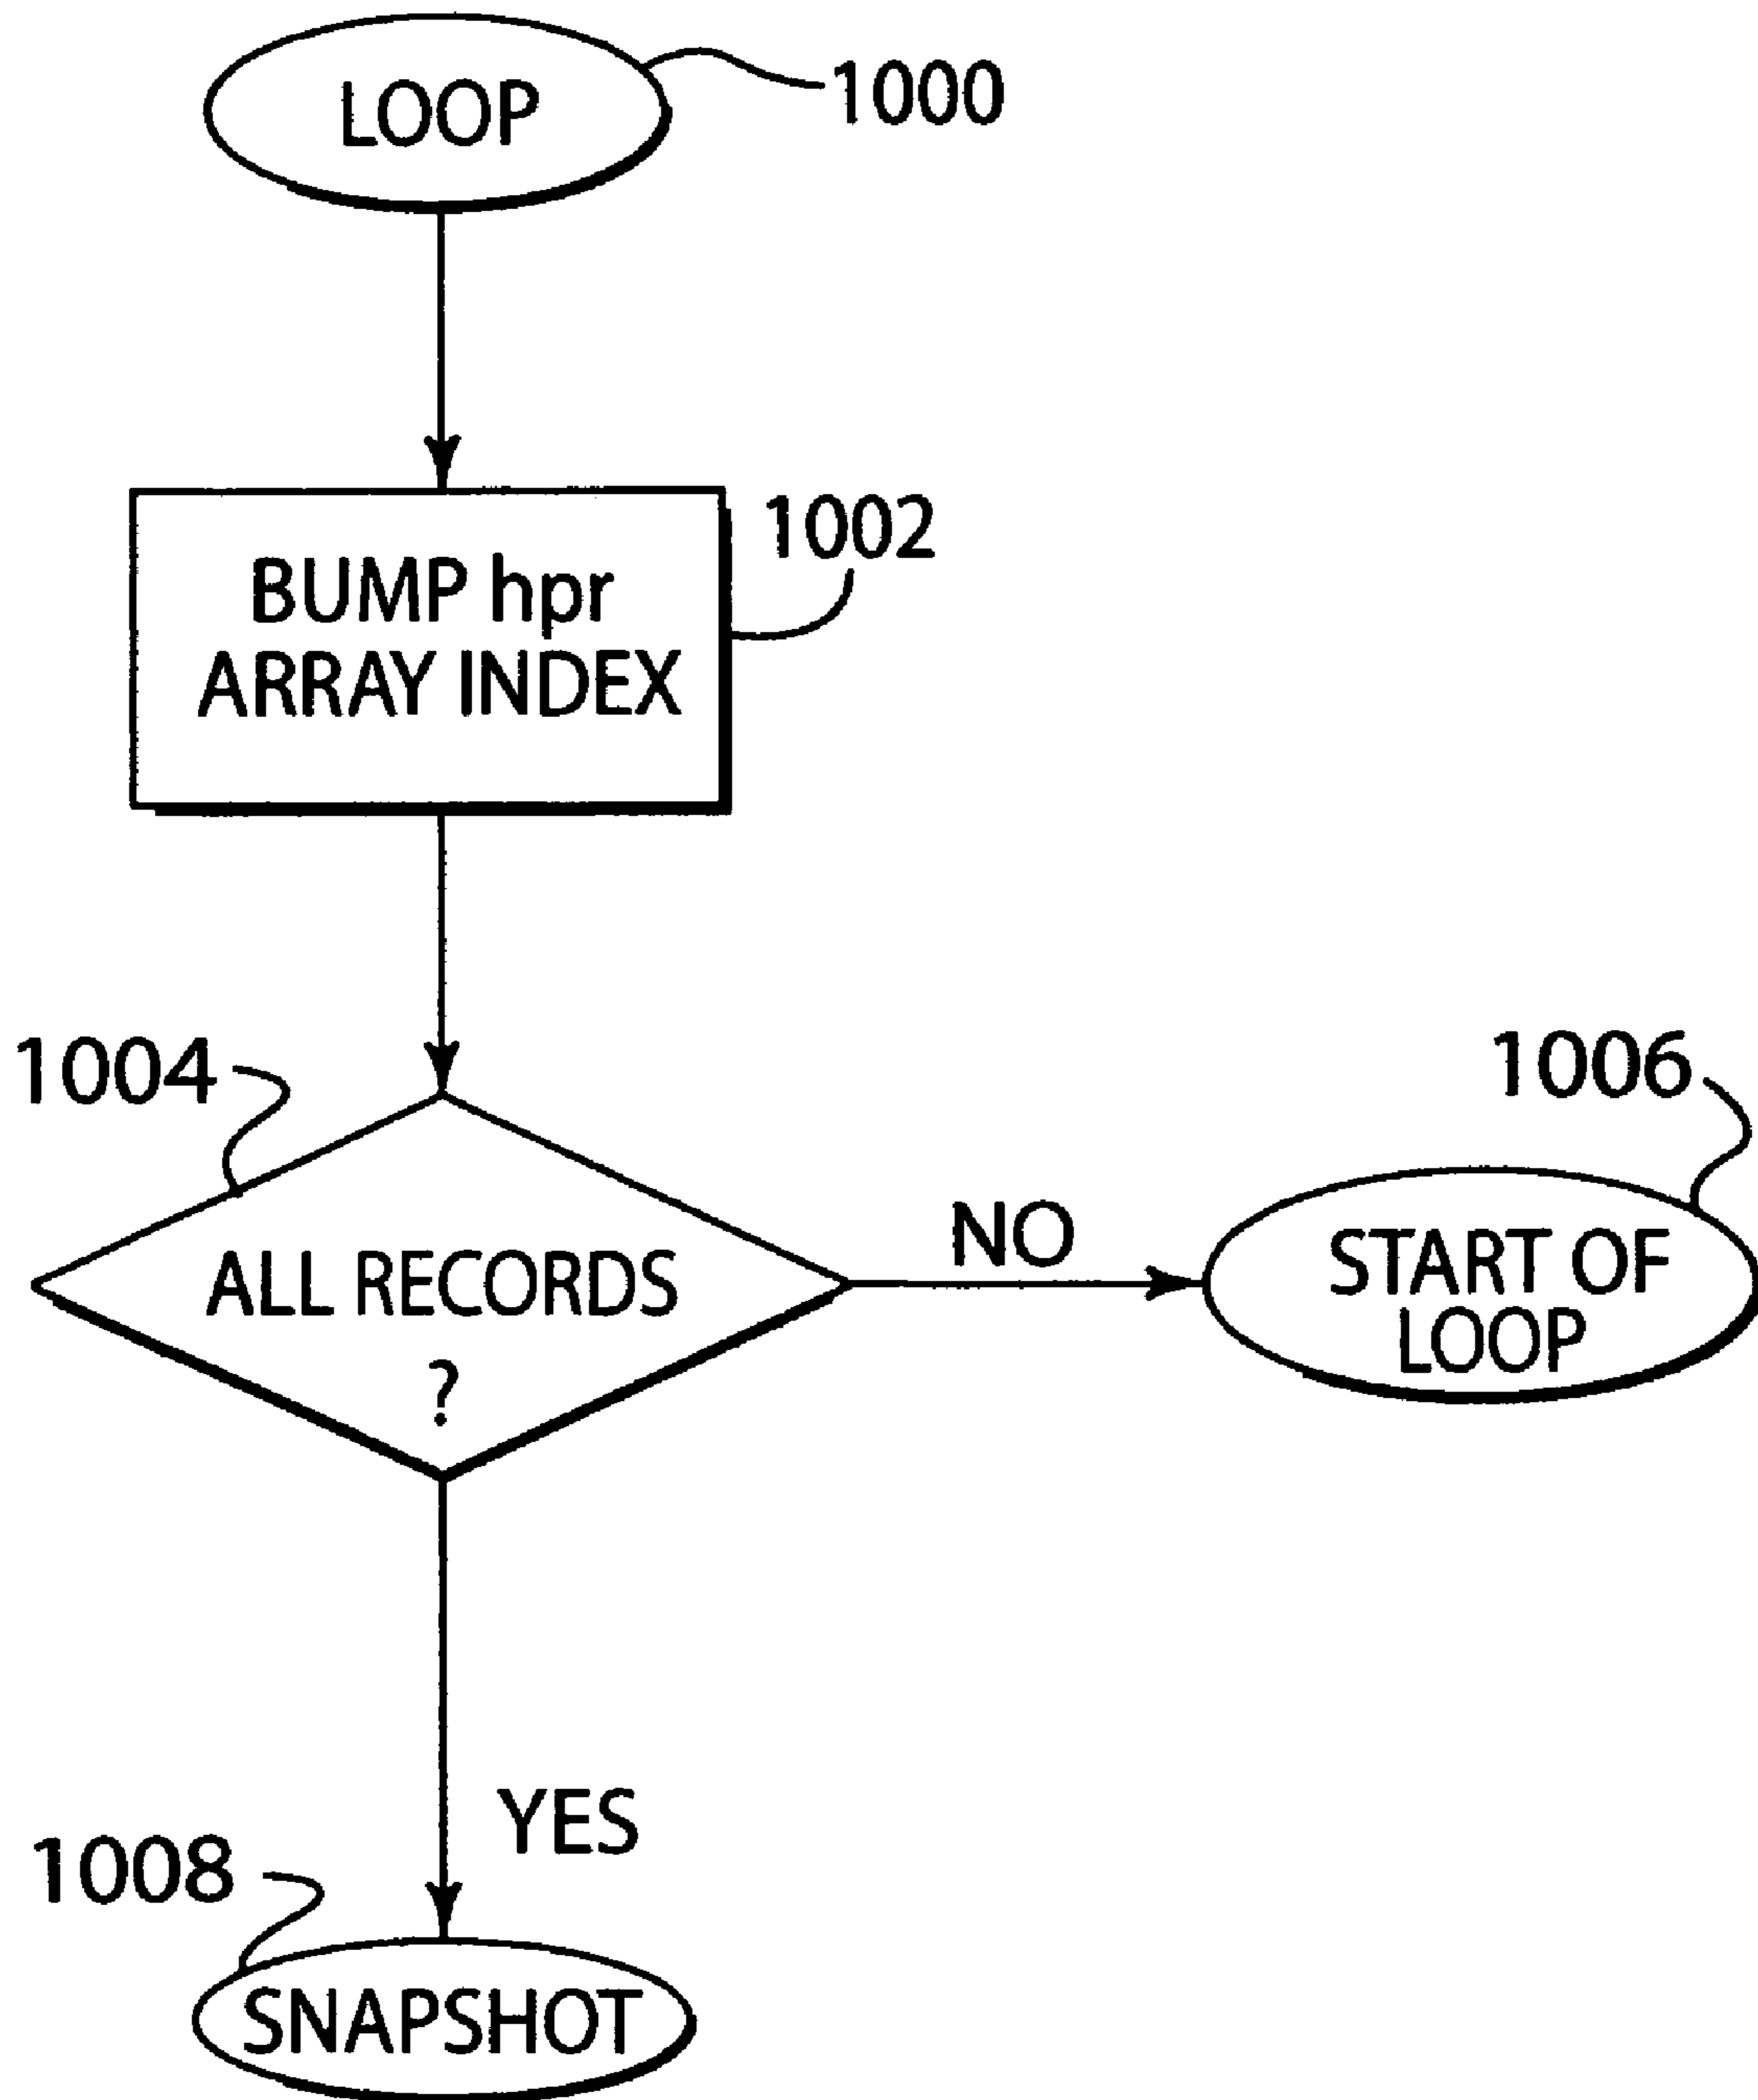 LOOP
1000
BUMP hpr
ARRAY INDEX
1002
1004
ALL RECORDS
?
NO
1006
START OF
LOOP
YES
1008
SNAPSHOT